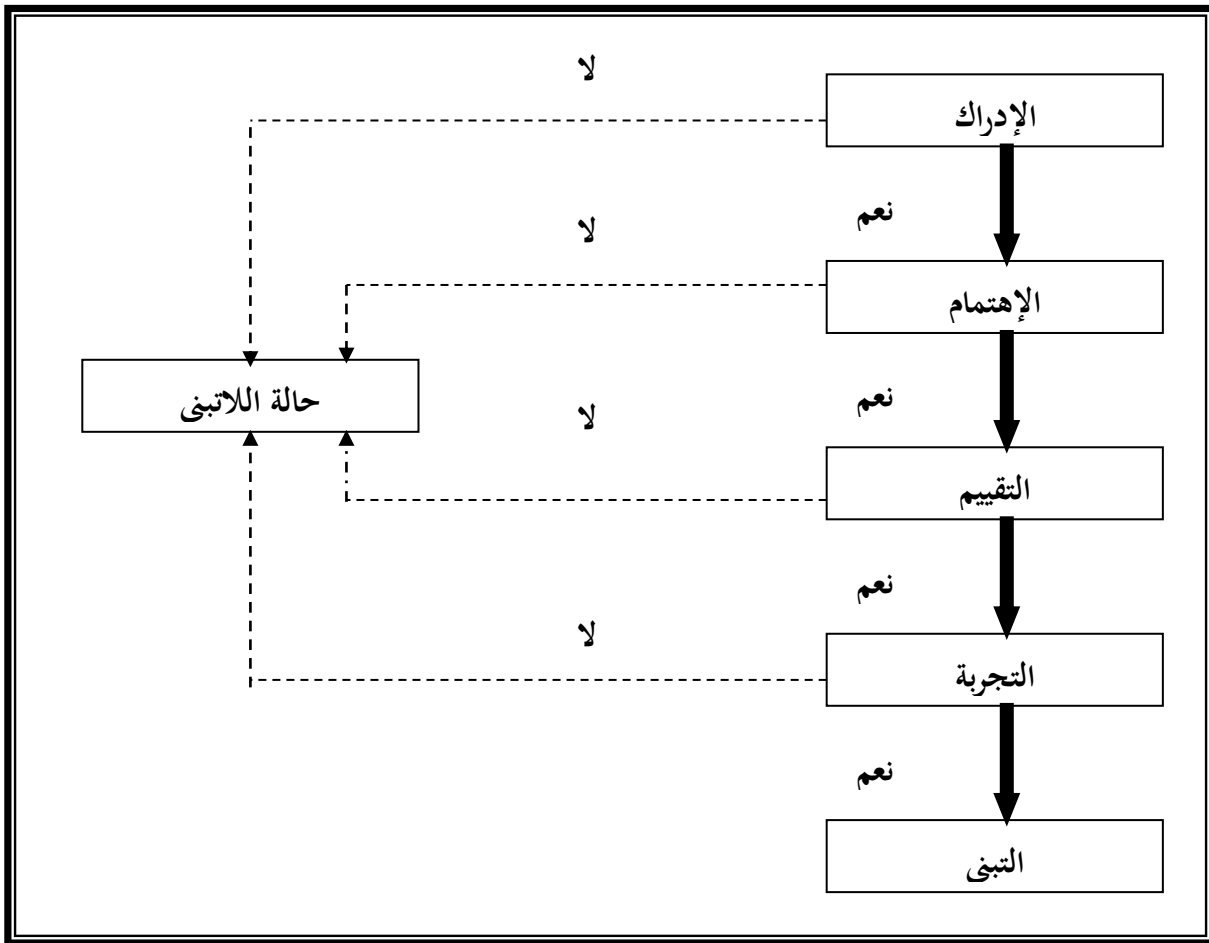 لا
الإدراك
نعم
لا
الإهتمام
نعم
لا
حالة اللاتبنى
التقييم
نعم
لا
التجربة
نعم
التبنى